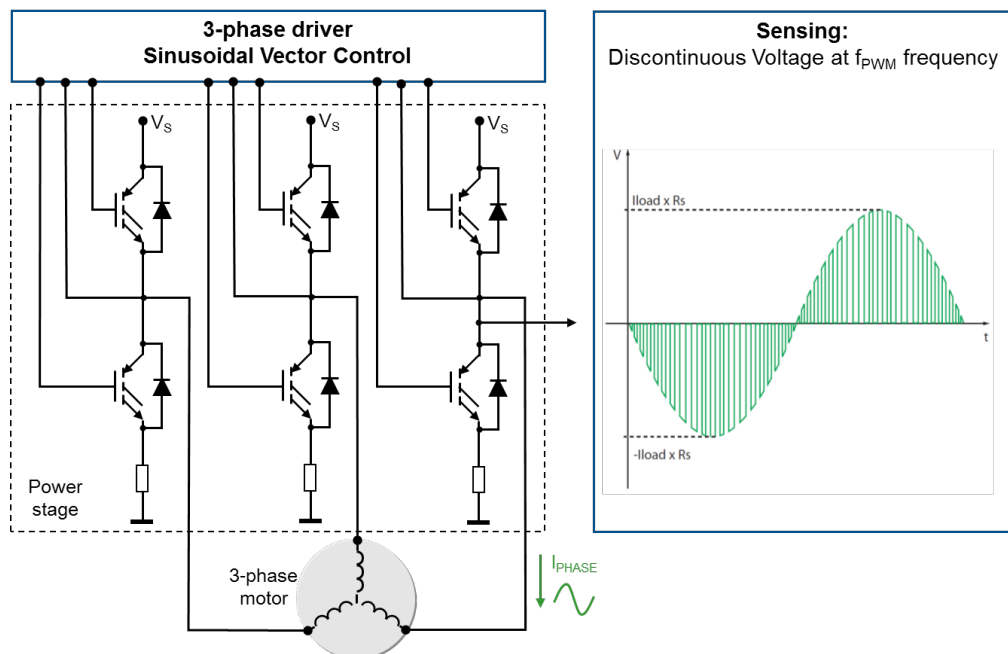 3-phase driver
Sinusoidal Vector Control
Sensing:
Discontinuous Voltage at fPWM frequency
VS
VS
VS
V
Iload x Rs
t
-Iload x Rs
Power
stage
3-phase
motor
IPHASE